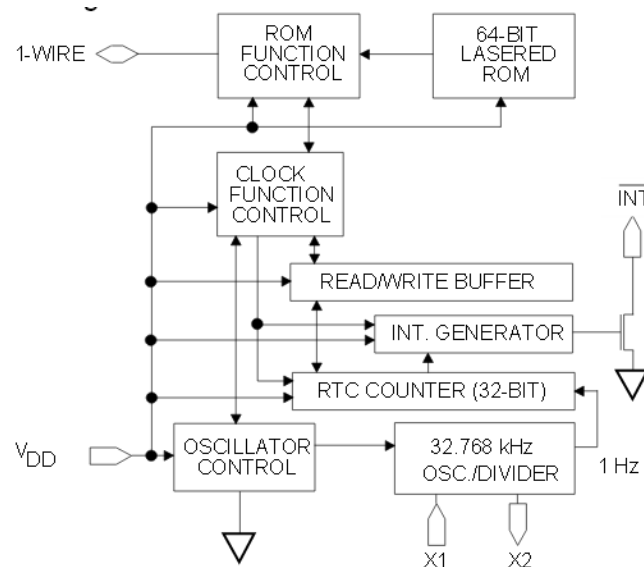 1-WIRE
ROM
FUNCTION
CONTROL
64-BIT
LASERED
ROM
CLOCK
FUNCTION
CONTROL
INT
READ/WRITE BUFFER
INT. GENERATOR
RTC COUNTER (32-BIT)
VDD
OSCILLATOR
CONTROL
32.768 kHz
OSC./DIVIDER
1 Hz
X1
X2